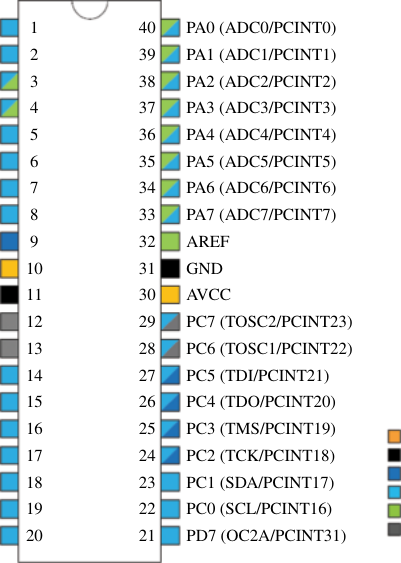 1 40 PA0 (ADC0/PCINT0)
2 39 PA1 (ADC1/PCINT1)
3 38 PA2 (ADC2/PCINT2)
4 37 PA3 (ADC3/PCINT3)
5 36 PA4 (ADC4/PCINT4)
6 35 PA5 (ADC5/PCINT5)
7 34 PA6 (ADC6/PCINT6)
8 33 PA7 (ADC7/PCINT7)
9 32 AREF
10 31 GND
11 30 AVCC
12 29 PC7 (TOSC2/PCINT23)
13 28 PC6 (TOSC1/PCINT22)
14 27 PC5 (TDI/PCINT21)
15 26 PC4 (TDO/PCINT20)
16 25 PC3 (TMS/PCINT19)
17 24 PC2 (TCK/PCINT18)
18 23 PC1 (SDA/PCINT17)
19 22 PC0 (SCL/PCINT16)
20 21 PD7 (OC2A/PCINT31)